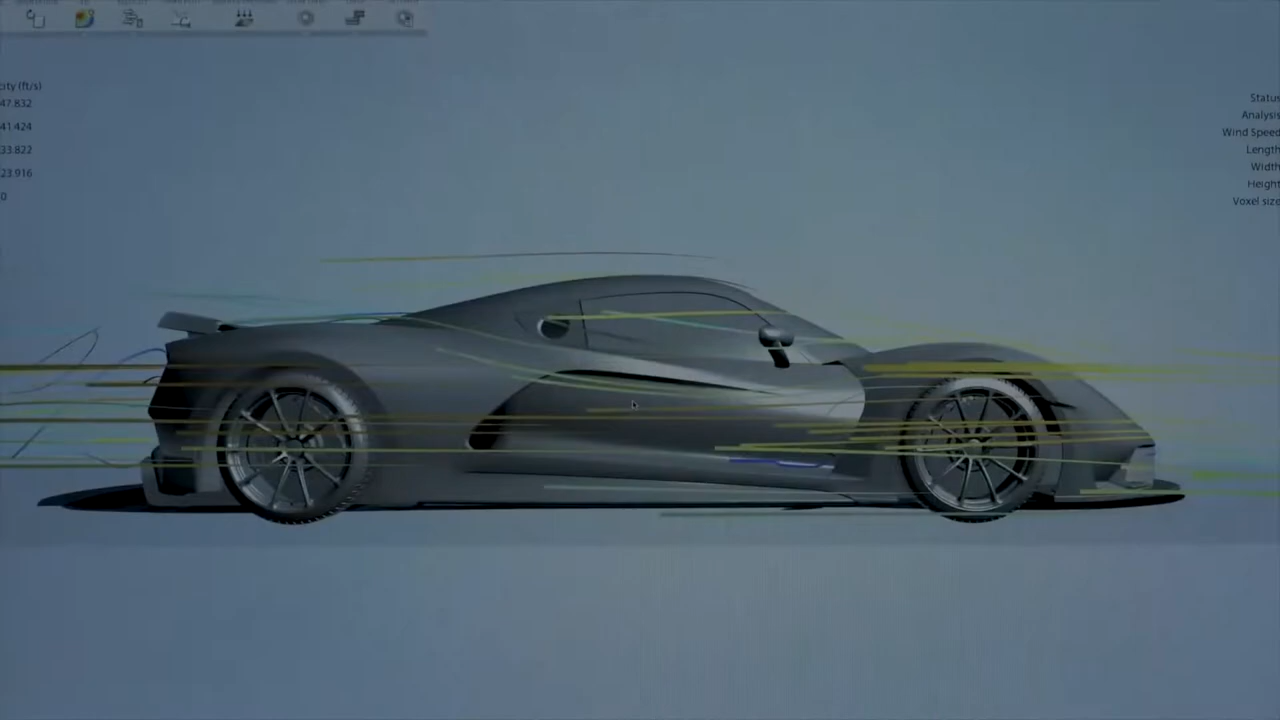 city (ft/s)
47.832
41.424
33.822
23.916
0
Status
Analysis
Wind Speed
Length
Width
Height
Voxel size